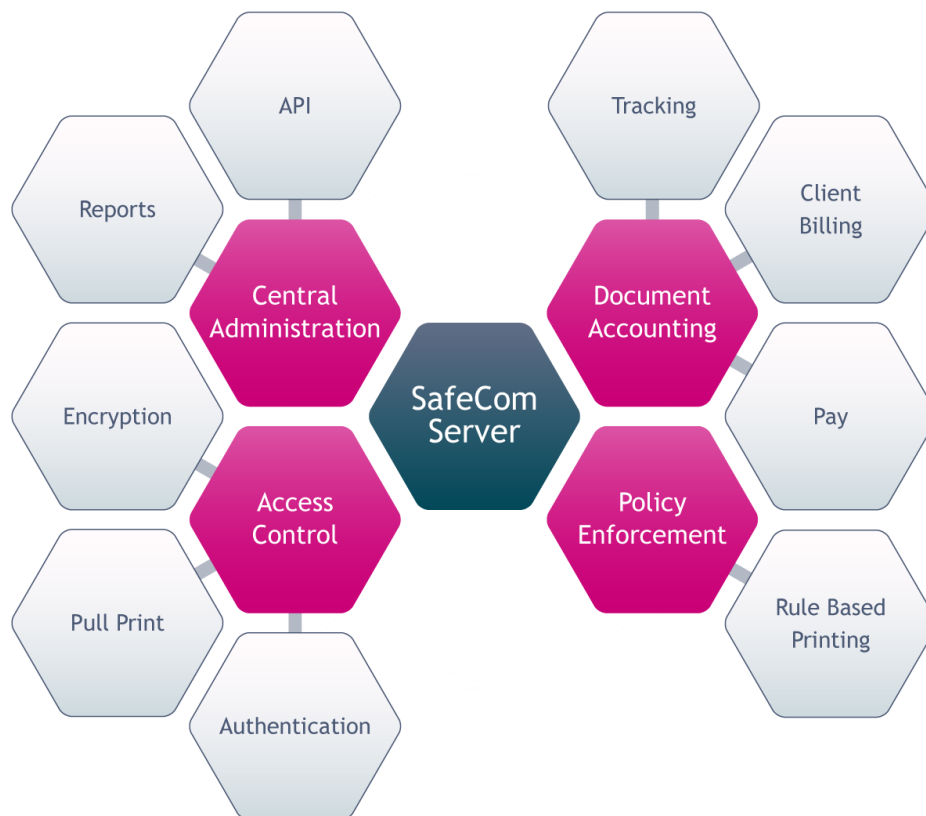 API
Tracking
Reports
Client
Billing
Central
Administration
Document
Accounting
SafeCom
Server
Encryption
Pay
Access
Control
Policy
Enforcement
Pull Print
Rule Based
Printing
Authentication